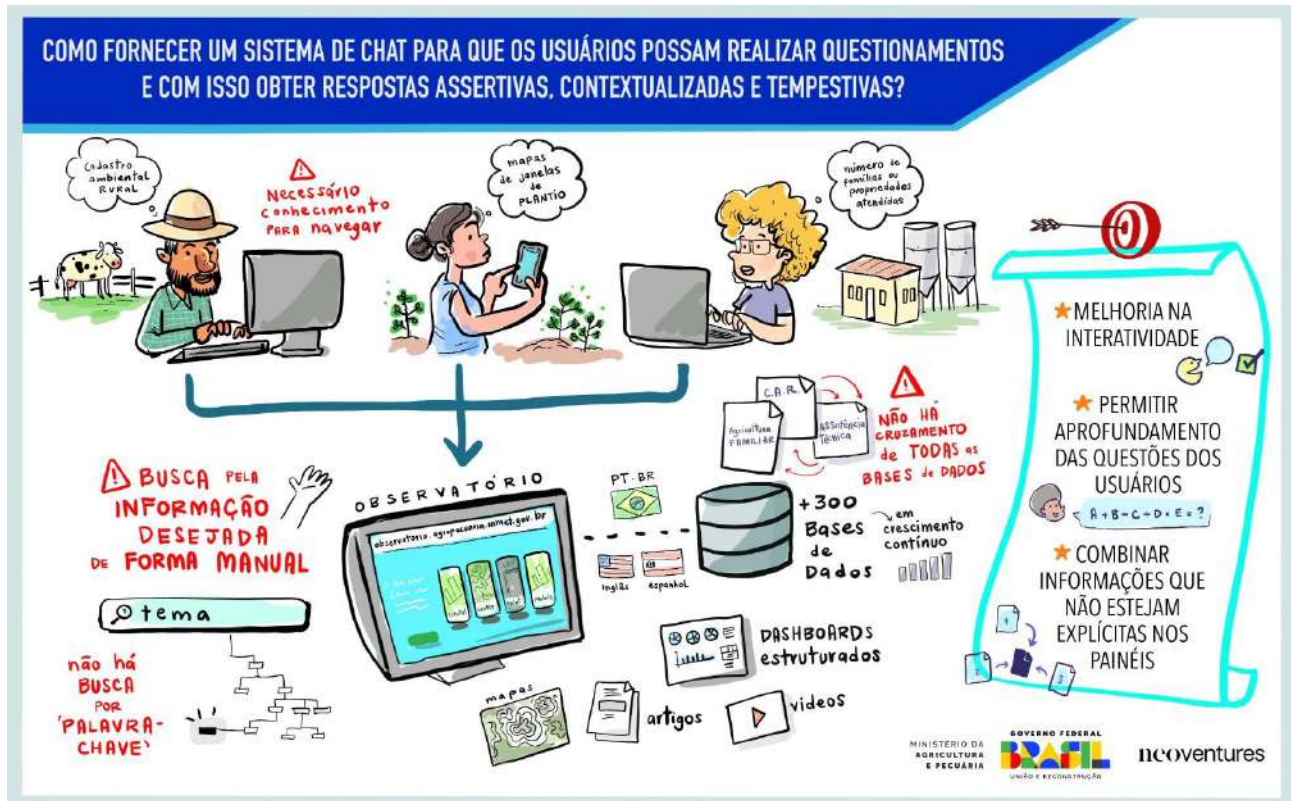 COMO FORNECER UM SISTEMA DE CHAT PARA QUE OS USUÁRIOS POSSAM REALIZAR QUESTIONAMENTOS
E COM ISSO OBTER RESPOSTAS ASSERTIVAS, CONTEXTUALIZADAS E TEMPESTIVAS?
Cadastro
ambiental
RURAL
Necessário
conhecimento
PARA navegar
mapas
de janelas
de
PLANTIO
número de
famílias ou
propriedades
atendidas
MELHORIA NA
INTERATIVIDADE
PERMITIR
APROFUNDAMENTO
DAS QUESTÕES DOS
USUÁRIOS
A+B-C÷D×E=?
COMBINAR
INFORMAÇÕES QUE
NÃO ESTEJAM
EXPLÍCITAS NOS
PAINÉIS
BUSCA PELA
INFORMAÇÃO
DESEJADA
DE FORMA MANUAL
tema
não há
BUSCA
POR
'PALAVRA-
CHAVE'
OBSERVATÓRIO
observatorio.agropecuaria.inmet.gov.br
PT-BR
Inglês
espanhol
C.A.R.
Agricultura
FAMILIAR
ASSISTÊNCIA
Técnica
NÃO HÁ
CRUZAMENTO
de TODAS as
BASES de DADOS
+300
Bases
de
Dados
em
crescimento
contínuo
DASHBOARDS
estruturados
mapas
artigos
vídeos
MINISTÉRIO DA
AGRICULTURA
E PECUÁRIA
GOVERNO FEDERAL
BRASIL
UNIÃO E RECONSTRUÇÃO
neoventures